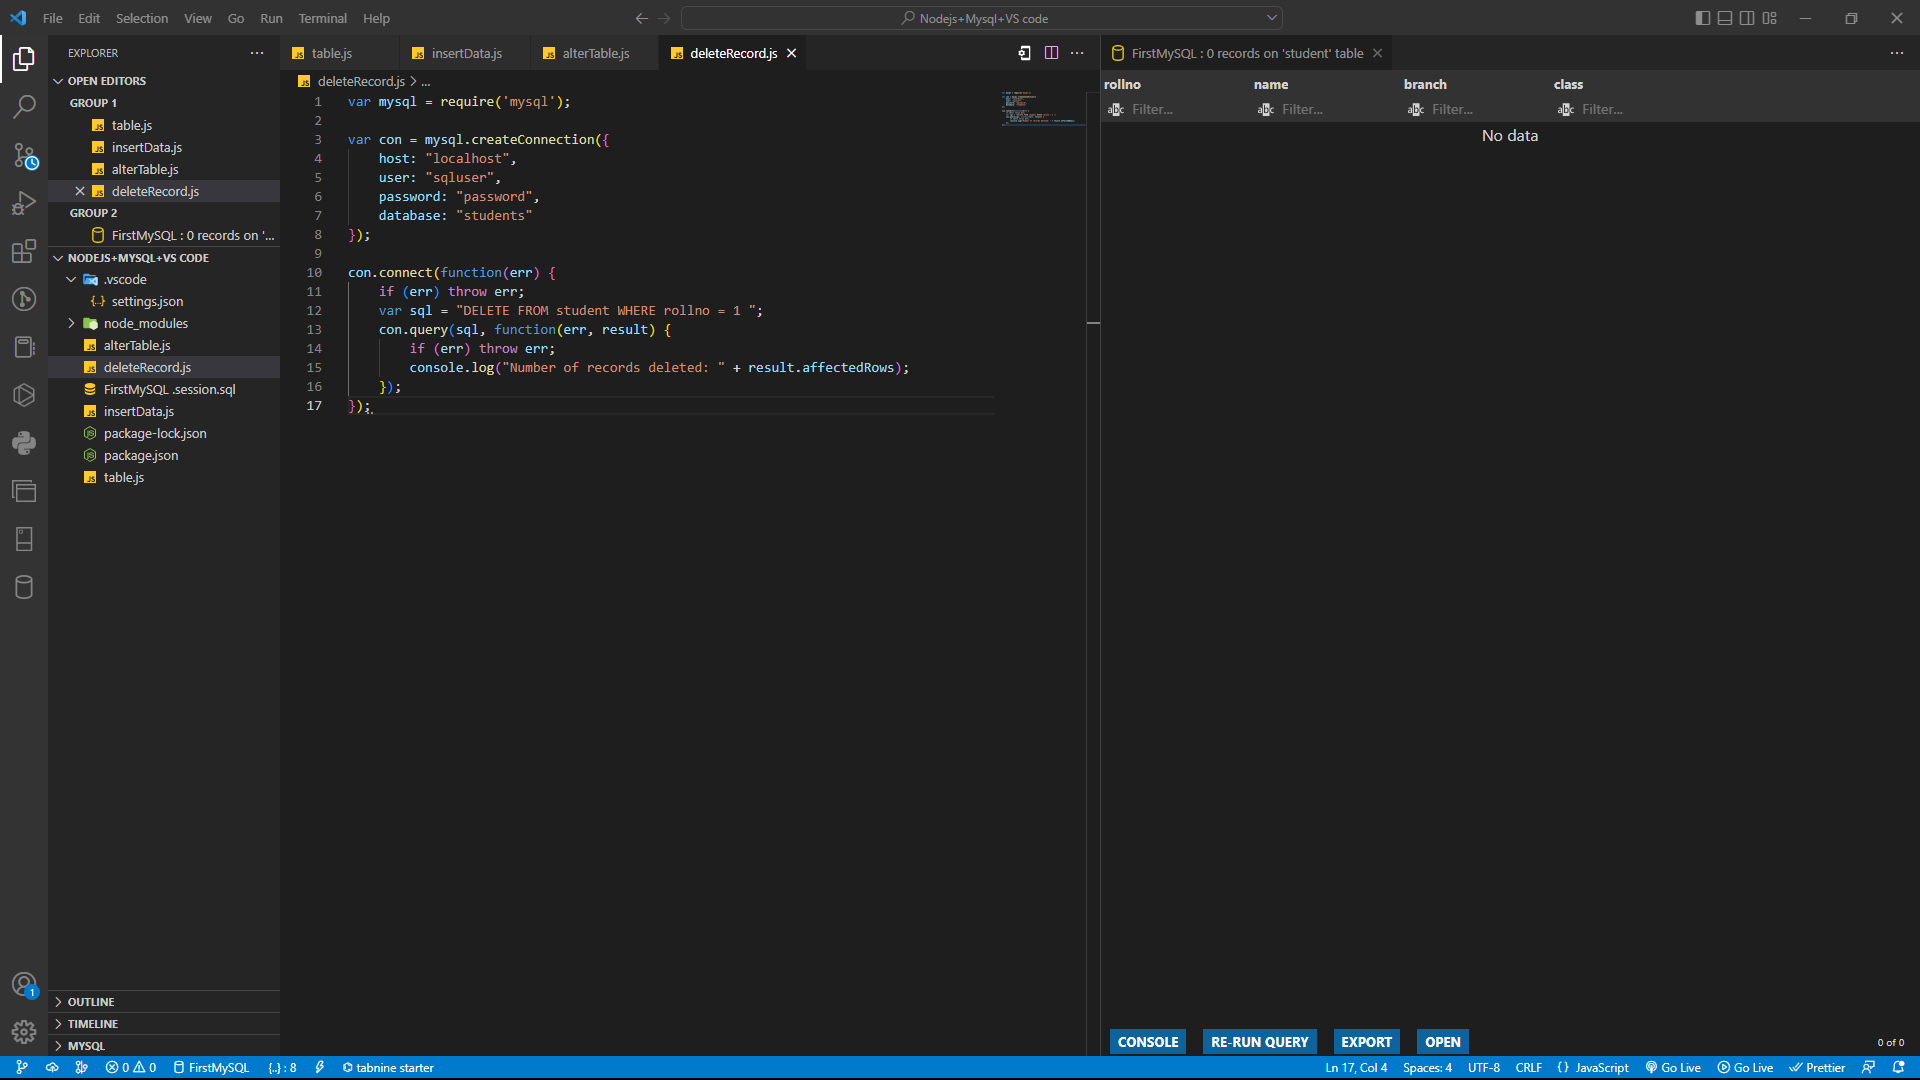 File Edit Selection View Go Run Terminal Help
Nodejs+Mysql+VS code
EXPLORER
OPEN EDITORS
GROUP 1
table.js
insertData.js
alterTable.js
deleteRecord.js
GROUP 2
FirstMySQL : 0 records on '...
NODEJS+MYSQL+VS CODE
.vscode
settings.json
node_modules
alterTable.js
deleteRecord.js
FirstMySQL .session.sql
insertData.js
package-lock.json
package.json
table.js
OUTLINE
TIMELINE
MYSQL
table.js insertData.js alterTable.js deleteRecord.js
deleteRecord.js > ...
1 var mysql = require('mysql');
2
3 var con = mysql.createConnection({
4 host: "localhost",
5 user: "sqluser",
6 password: "password",
7 database: "students"
8 });
9
10 con.connect(function(err) {
11 if (err) throw err;
12 var sql = "DELETE FROM student WHERE rollno = 1 ";
13 con.query(sql, function(err, result) {
14 if (err) throw err;
15 console.log("Number of records deleted: " + result.affectedRows);
16 });
17 });
FirstMySQL : 0 records on 'student' table
rollno name branch class
abc Filter... abc Filter... abc Filter... abc Filter...
No data
CONSOLE RE-RUN QUERY EXPORT OPEN
0 of 0
1
0 0 FirstMySQL {..} : 8 tabnine starter
Ln 17, Col 4 Spaces: 4 UTF-8 CRLF {} JavaScript Go Live Go Live Prettier